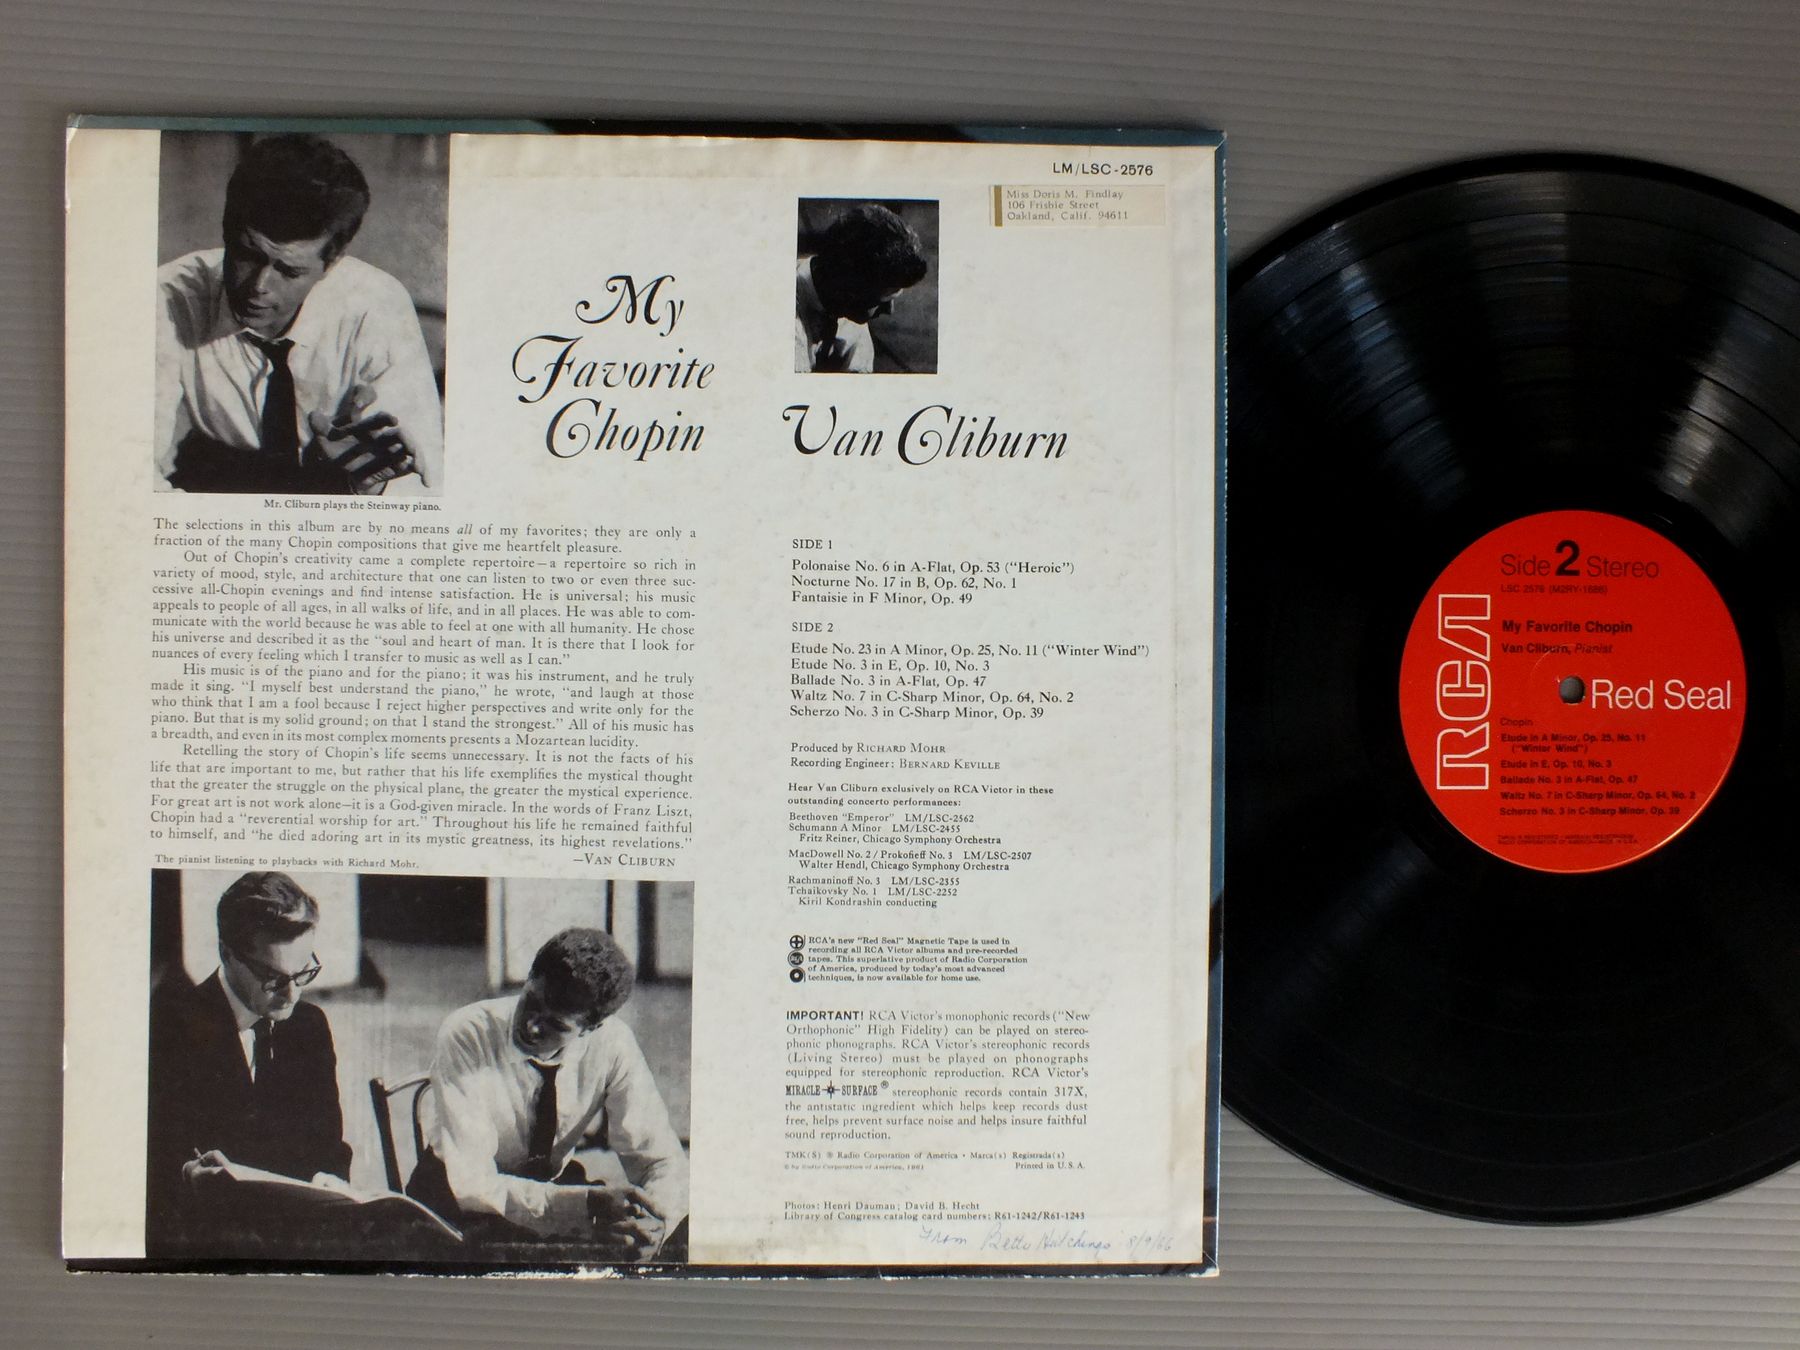 LM/LSC-2576
Miss Doris M. Findlay
106 Frisbie Street
Oakland, Calif. 94611
My
Favorite
Chopin
Van Cliburn
Mr. Cliburn plays the Steinway piano.
The selections in this album are by no means all of my favorites; they are only a
fraction of the many Chopin compositions that give me heartfelt pleasure.
Out of Chopin's creativity came a complete repertoire—a repertoire so rich in
variety of mood, style, and architecture that one can listen to two or even three suc-
cessive all-Chopin evenings and find intense satisfaction. He is universal; his music
appeals to people of all ages, in all walks of life, and in all places. He was able to com-
municate with the world because he was able to feel at one with all humanity. He chose
his universe and described it as the "soul and heart of man. It is there that I look for
nuances of every feeling which I transfer to music as well as I can."
His music is of the piano and for the piano; it was his instrument, and he truly
made it sing. "I myself best understand the piano," he wrote, "and laugh at those
who think that I am a fool because I reject higher perspectives and write only for the
piano. But that is my solid ground; on that I stand the strongest." All of his music has
a breadth, and even in its most complex moments presents a Mozartean lucidity.
Retelling the story of Chopin's life seems unnecessary. It is not the facts of his
life that are important to me, but rather that his life exemplifies the mystical thought
that the greater the struggle on the physical plane, the greater the mystical experience.
For great art is not work alone—it is a God-given miracle. In the words of Franz Liszt,
Chopin had a "reverential worship for art." Throughout his life he remained faithful
to himself, and "he died adoring art in its mystic greatness, its highest revelations."
—VAN CLIBURN
The pianist listening to playbacks with Richard Mohr.
SIDE 1
Polonaise No. 6 in A-Flat, Op. 53 ("Heroic")
Nocturne No. 17 in B, Op. 62, No. 1
Fantaisie in F Minor, Op. 49
SIDE 2
Etude No. 23 in A Minor, Op. 25, No. 11 ("Winter Wind")
Etude No. 3 in E, Op. 10, No. 3
Ballade No. 3 in A-Flat, Op. 47
Waltz No. 7 in C-Sharp Minor, Op. 64, No. 2
Scherzo No. 3 in C-Sharp Minor, Op. 39
Produced by RICHARD MOHR
Recording Engineer: BERNARD KEVILLE
Hear Van Cliburn exclusively on RCA Victor in these
outstanding concerto performances:
Beethoven "Emperor" LM/LSC-2562
Schumann A Minor LM/LSC-2455
Fritz Reiner, Chicago Symphony Orchestra
MacDowell No. 2 / Prokofieff No. 3 LM/LSC-2507
Walter Hendl, Chicago Symphony Orchestra
Rachmaninoff No. 3 LM/LSC-2355
Tchaikovsky No. 1 LM/LSC-2252
Kiril Kondrashin conducting
RCA's new "Red Seal" Magnetic Tape is used in
recording all RCA Victor albums and pre-recorded
tapes. This superlative product of Radio Corporation
of America, produced by today's most advanced
techniques, is now available for home use.
IMPORTANT! RCA Victor's monophonic records ("New
Orthophonic" High Fidelity) can be played on stereo-
phonic phonographs. RCA Victor's stereophonic records
(Living Stereo) must be played on phonographs
equipped for stereophonic reproduction. RCA Victor's
MIRACLE SURFACE ® stereophonic records contain 317X,
the antistatic ingredient which helps keep records dust
free, helps prevent surface noise and helps insure faithful
sound reproduction.
TMK(S) ® Radio Corporation of America • Marca(s) Registrada(s)
© by Radio Corporation of America, 1961 Printed in U. S. A.
Photos: Henri Dauman; David B. Hecht
Library of Congress catalog card numbers: R61-1242/R61-1243
From Betty Hutchings 8/9/66
Side 2 Stereo
LSC 2576 (M2RY-1686)
RCA
My Favorite Chopin
Van Cliburn, Pianist
Red Seal
Chopin:
Etude in A Minor, Op. 25, No. 11
("Winter Wind")
Etude in E, Op. 10, No. 3
Ballade No. 3 in A-Flat, Op. 47
Waltz No. 7 in C-Sharp Minor, Op. 64, No. 2
Scherzo No. 3 in C-Sharp Minor, Op. 39
RADIO CORPORATION OF AMERICA—MADE IN U.S.A.